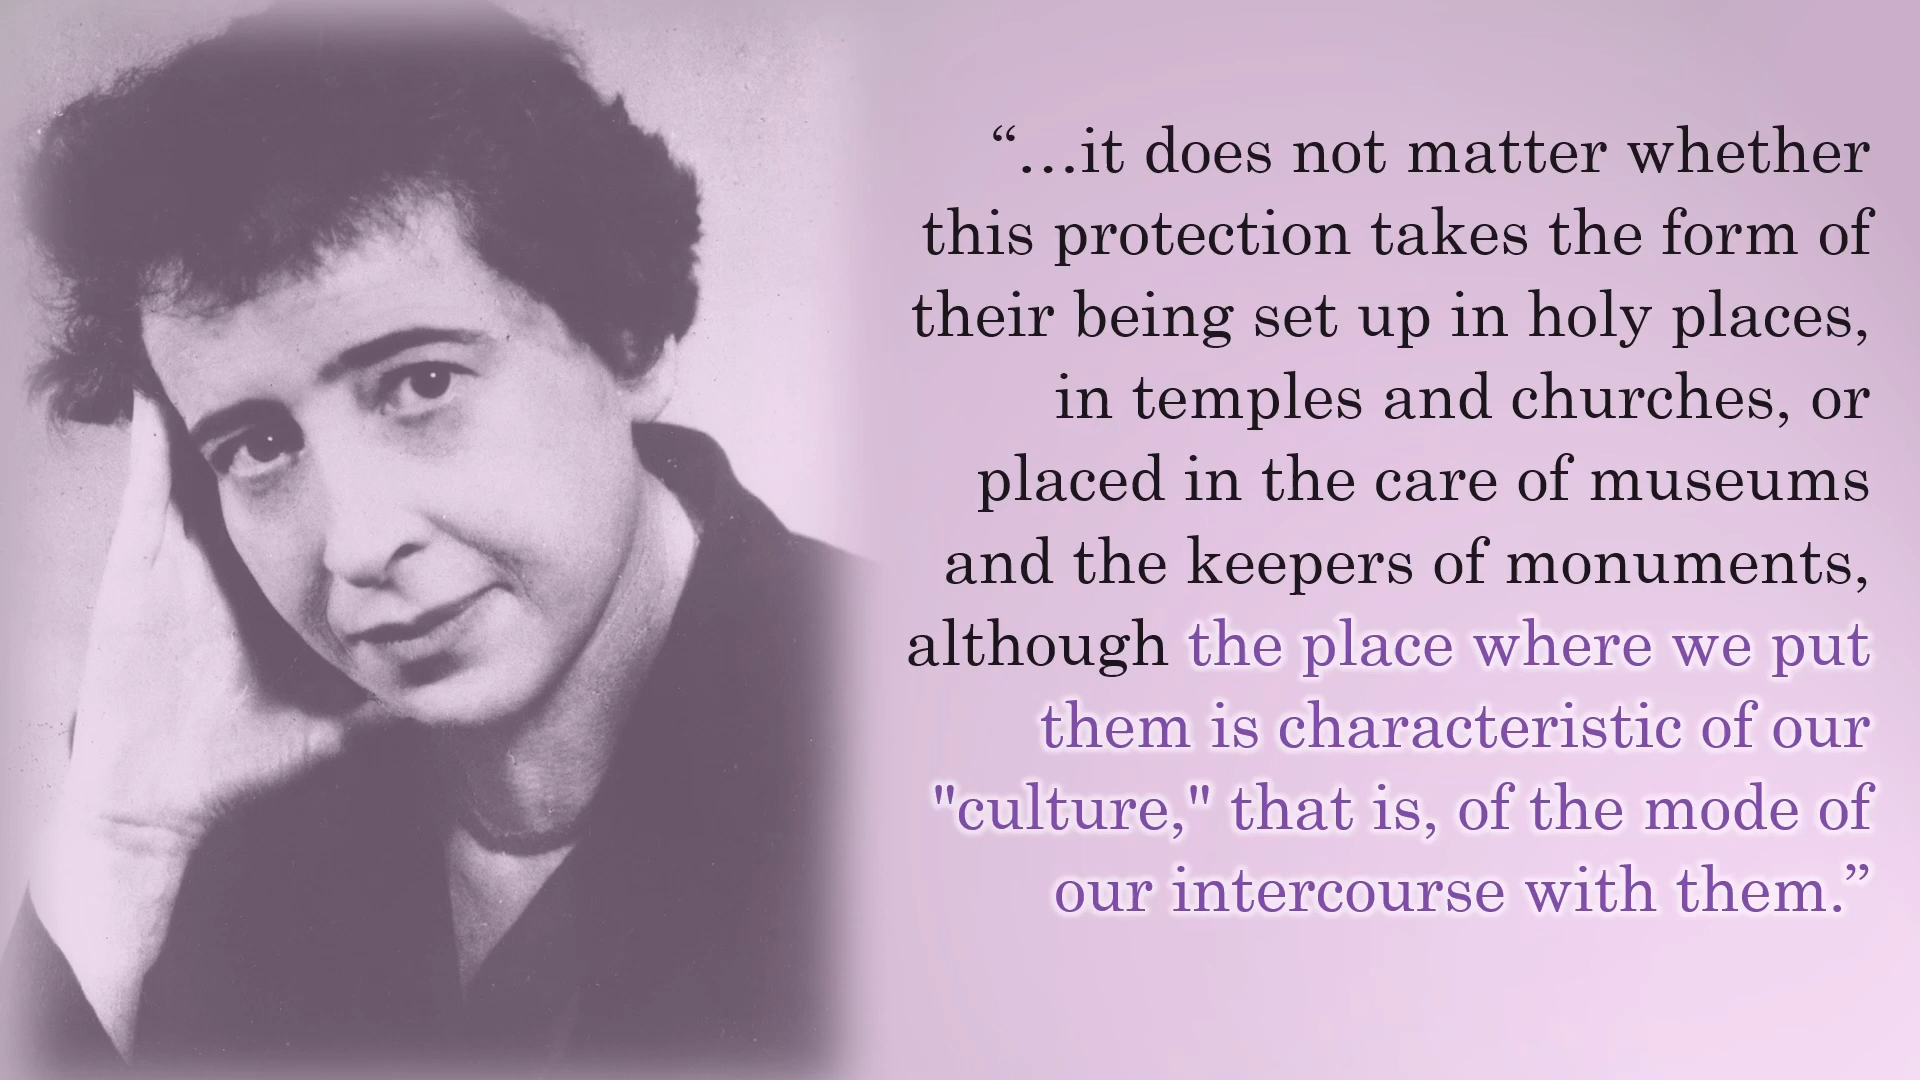 “…it does not matter whether
this protection takes the form of
their being set up in holy places,
in temples and churches, or
placed in the care of museums
and the keepers of monuments,
although the place where we put
them is characteristic of our
"culture," that is, of the mode of
our intercourse with them.”